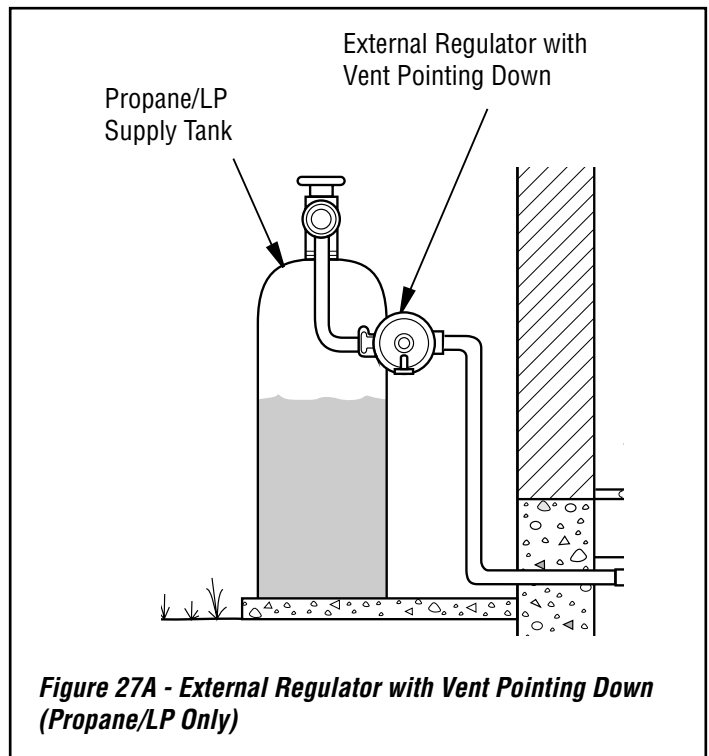 External Regulator with
Vent Pointing Down
Propane/LP
Supply Tank
Figure 27A - External Regulator with Vent Pointing Down
(Propane/LP Only)